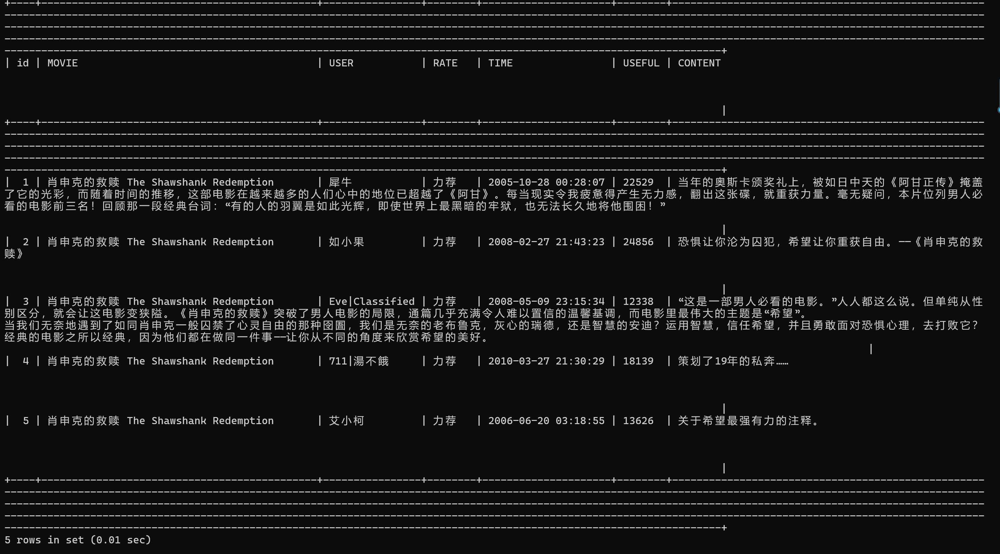 | id | MOVIE | USER | RATE | TIME | USEFUL | CONTENT |
| 1 | 肖申克的救赎 The Shawshank Redemption | 犀牛 | 力荐 | 2005-10-28 00:28:07 | 22529 | 当年的奥斯卡颁奖礼上，被如日中天的《阿甘正传》掩盖
了它的光彩，而随着时间的推移，这部电影在越来越多的人们心中的地位已超越了《阿甘》。每当现实令我疲惫得产生无力感，翻出这张碟，就重获力量。毫无疑问，本片位列男人必
看的电影前三名！回顾那一段经典台词：“有的人的羽翼是如此光辉，即使世界上最黑暗的牢狱，也无法长久地将他围困！”
|
| 2 | 肖申克的救赎 The Shawshank Redemption | 如小果 | 力荐 | 2008-02-27 21:43:23 | 24856 | 恐惧让你沦为囚犯，希望让你重获自由。——《肖申克的救
赎》
|
| 3 | 肖申克的救赎 The Shawshank Redemption | Eve|Classified | 力荐 | 2008-05-09 23:15:34 | 12338 | “这是一部男人必看的电影。”人人都这么说。但单纯从性
别区分，就会让这电影变狭隘。《肖申克的救赎》突破了男人电影的局限，通篇几乎充满令人难以置信的温馨基调，而电影里最伟大的主题是“希望”。
当我们无奈地遇到了如同肖申克一般囚禁了心灵自由的那种囹圄，我们是无奈的老布鲁克，灰心的瑞德，还是智慧的安迪？运用智慧，信任希望，并且勇敢面对恐惧心理，去打败它？
经典的电影之所以经典，因为他们都在做同一件事——让你从不同的角度来欣赏希望的美好。
|
| 4 | 肖申克的救赎 The Shawshank Redemption | 711|湯不餓 | 力荐 | 2010-03-27 21:30:29 | 18139 | 策划了19年的私奔……
|
| 5 | 肖申克的救赎 The Shawshank Redemption | 艾小柯 | 力荐 | 2006-06-20 03:18:55 | 13626 | 关于希望最强有力的注释。
|
5 rows in set (0.01 sec)